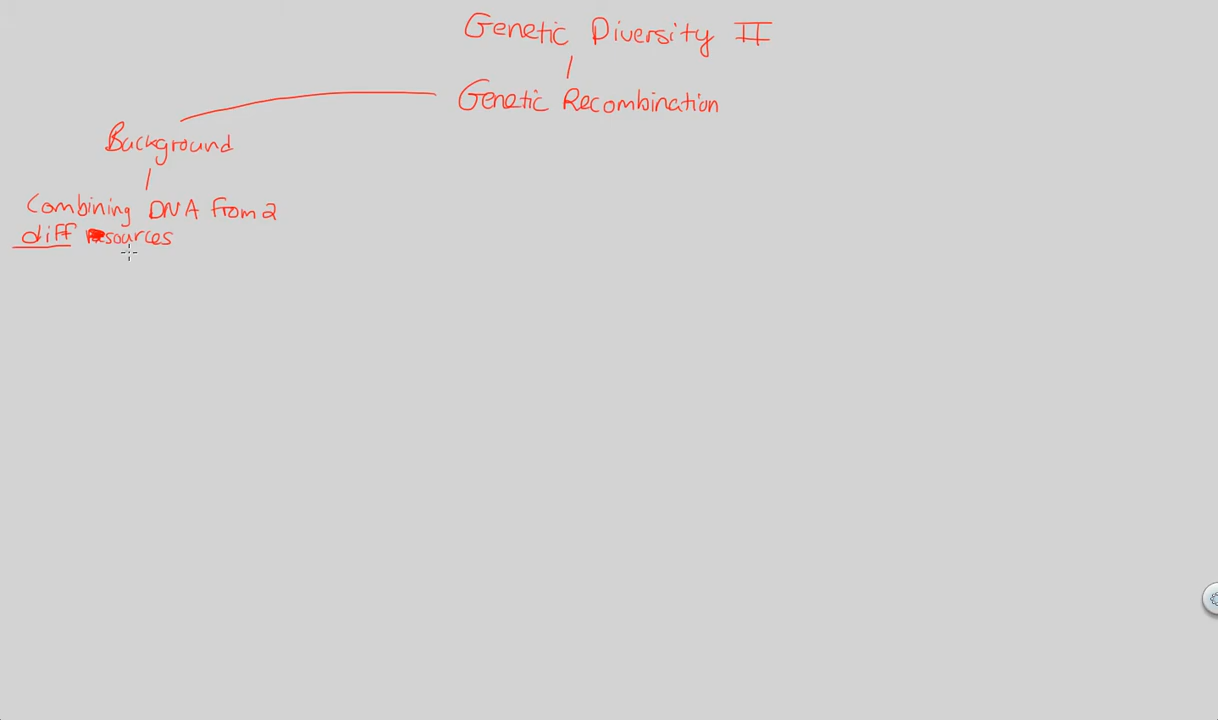 Genetic Diversity II
Genetic Recombination
Background
Combining DNA from 2
diff sources